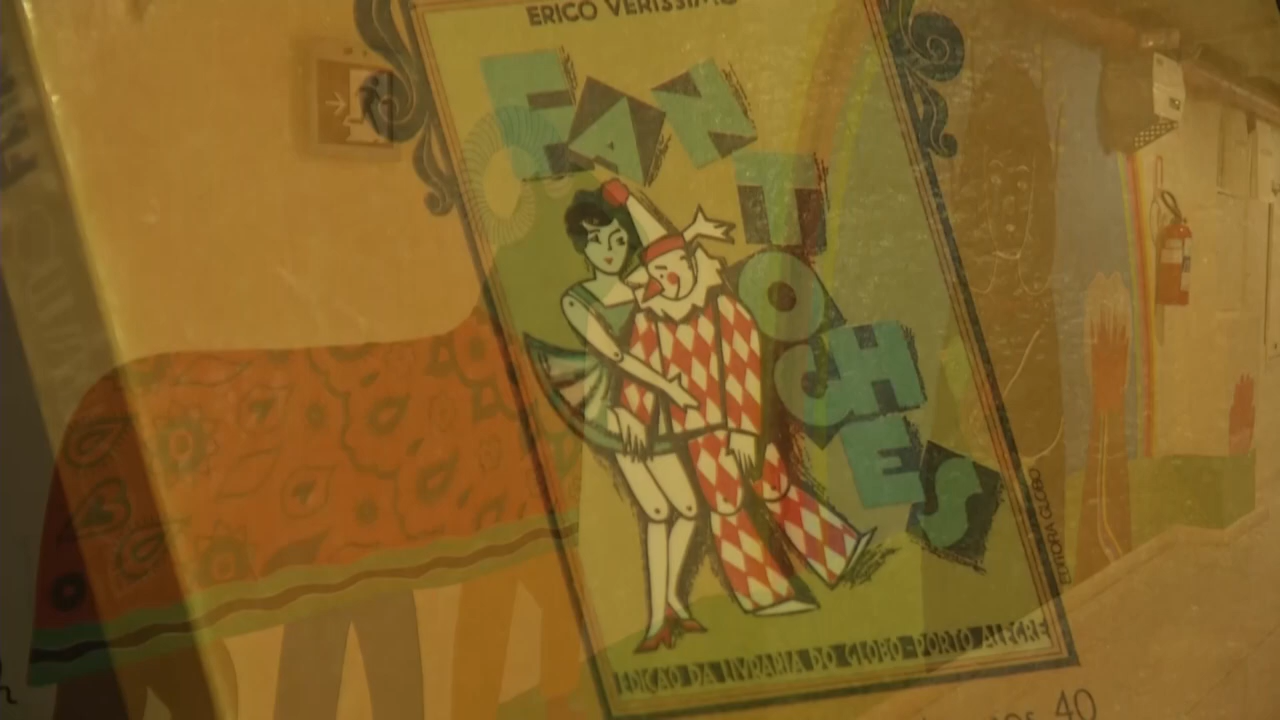 ERICO VERISSIMO
FANTOCHES
EDITORA GLOBO
EDIÇÃO DA LIVRARIA DO GLOBO - PORTO ALEGRE
40